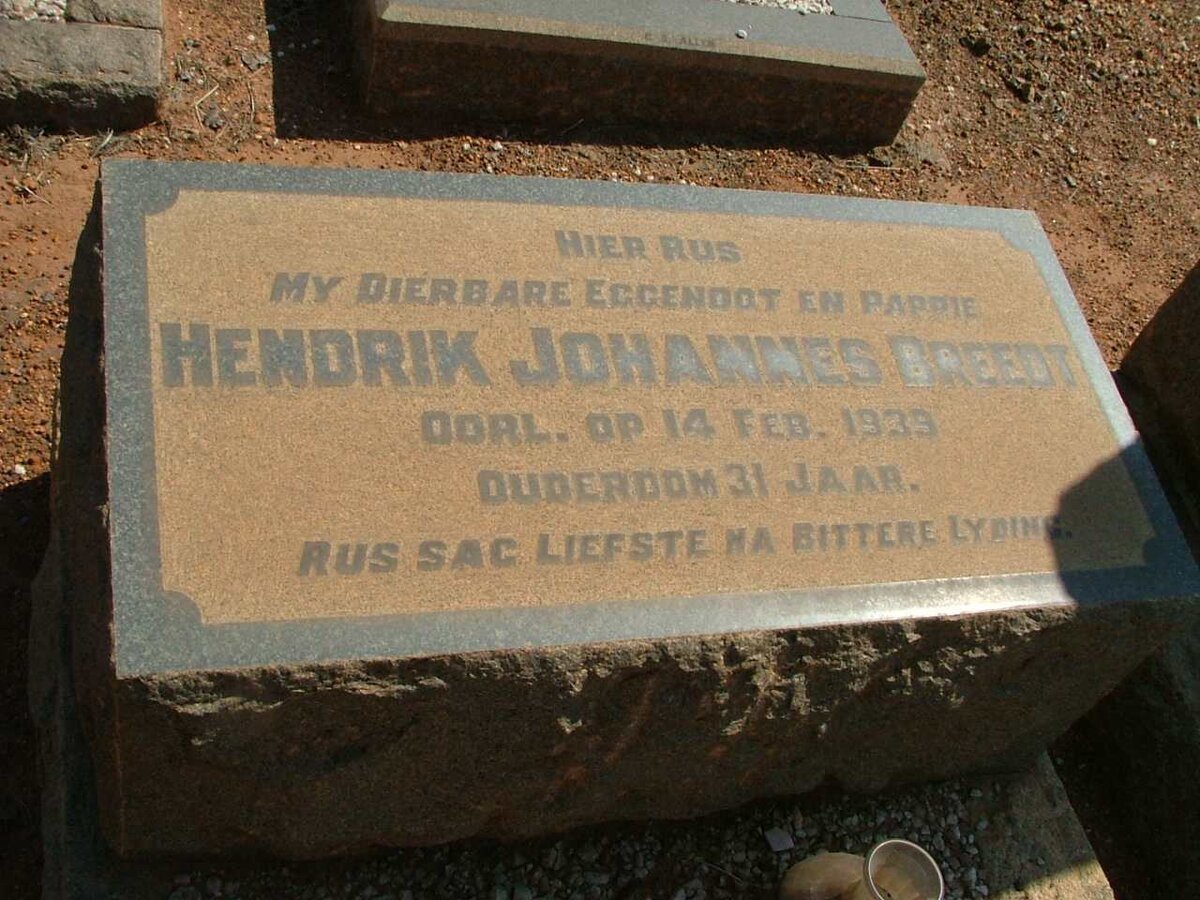 HIER RUS
MY DIERBARE EGGENOOT EN PAPPIE
HENDRIK JOHANNES BREEDT
OORL. OP 14 FEB. 1939
OUDERDOM 31 JAAR.
RUS SAG LIEFSTE NA BITTERE LYDING.